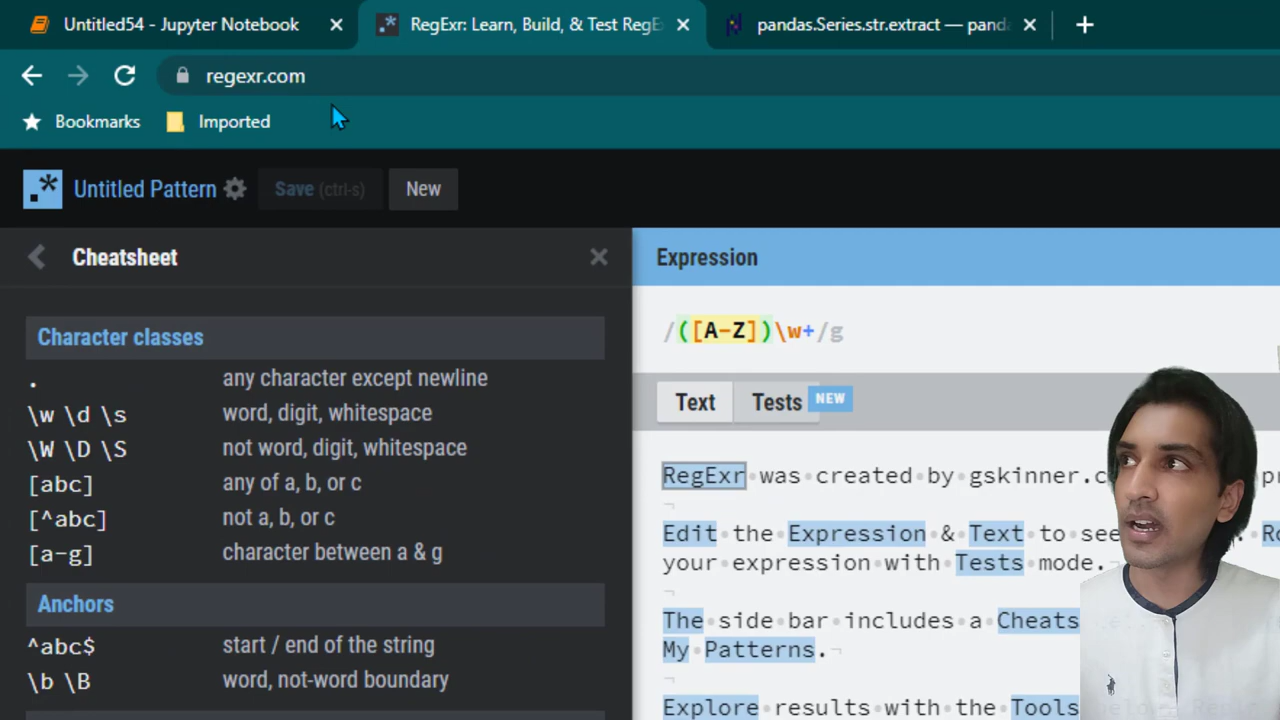 Untitled54 - Jupyter Notebook
RegExr: Learn, Build, & Test RegE
pandas.Series.str.extract — panda
regexr.com
Bookmarks
Imported
.*
Untitled Pattern
Save (ctrl-s)
New
Cheatsheet
Character classes
. any character except newline
\w \d \s word, digit, whitespace
\W \D \S not word, digit, whitespace
[abc] any of a, b, or c
[^abc] not a, b, or c
[a-g] character between a & g
Anchors
^abc$ start / end of the string
\b \B word, not-word boundary
Expression
/([A-Z])\w+/g
Text Tests NEW
RegExr was created by gskinner.c
Edit the Expression & Text to see
your expression with Tests mode.
The side bar includes a Cheats
My Patterns.
Explore results with the Tools